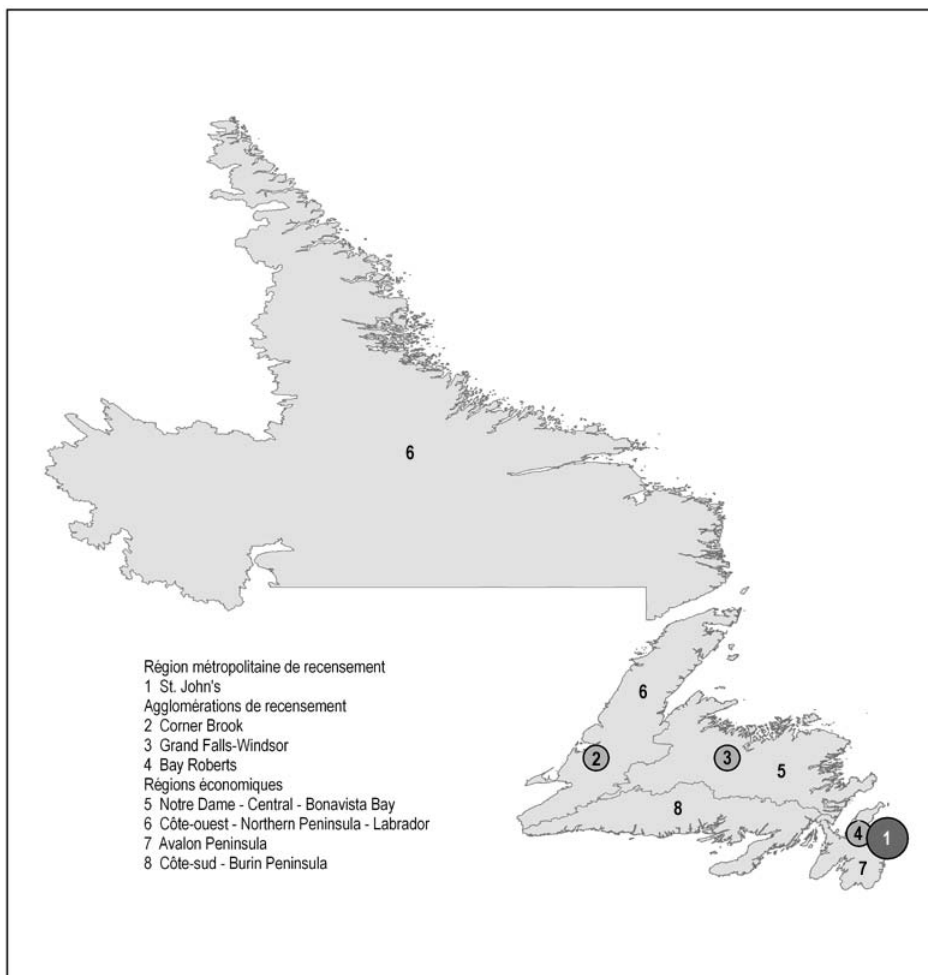 6
Région métropolitaine de recensement
1 St. John's
Agglomérations de recensement
2 Corner Brook
3 Grand Falls-Windsor
4 Bay Roberts
Régions économiques
5 Notre Dame - Central - Bonavista Bay
6 Côte-ouest - Northern Peninsula - Labrador
7 Avalon Peninsula
8 Côte-sud - Burin Peninsula
6
2
3
5
8
4
1
7